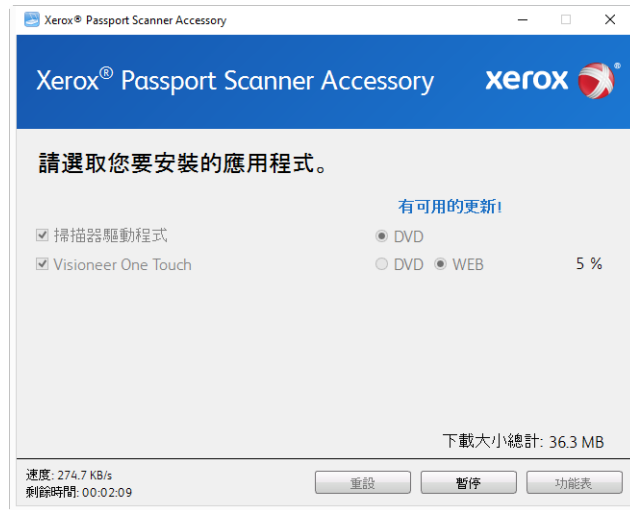 Xerox® Passport Scanner Accessory
Xerox® Passport Scanner Accessory xerox®
請選取您要安裝的應用程式。
有可用的更新!
掃描器驅動程式 DVD
Visioneer One Touch DVD WEB 5 %
下載大小總計: 36.3 MB
速度: 274.7 KB/s
剩餘時間: 00:02:09
重設 暫停 功能表